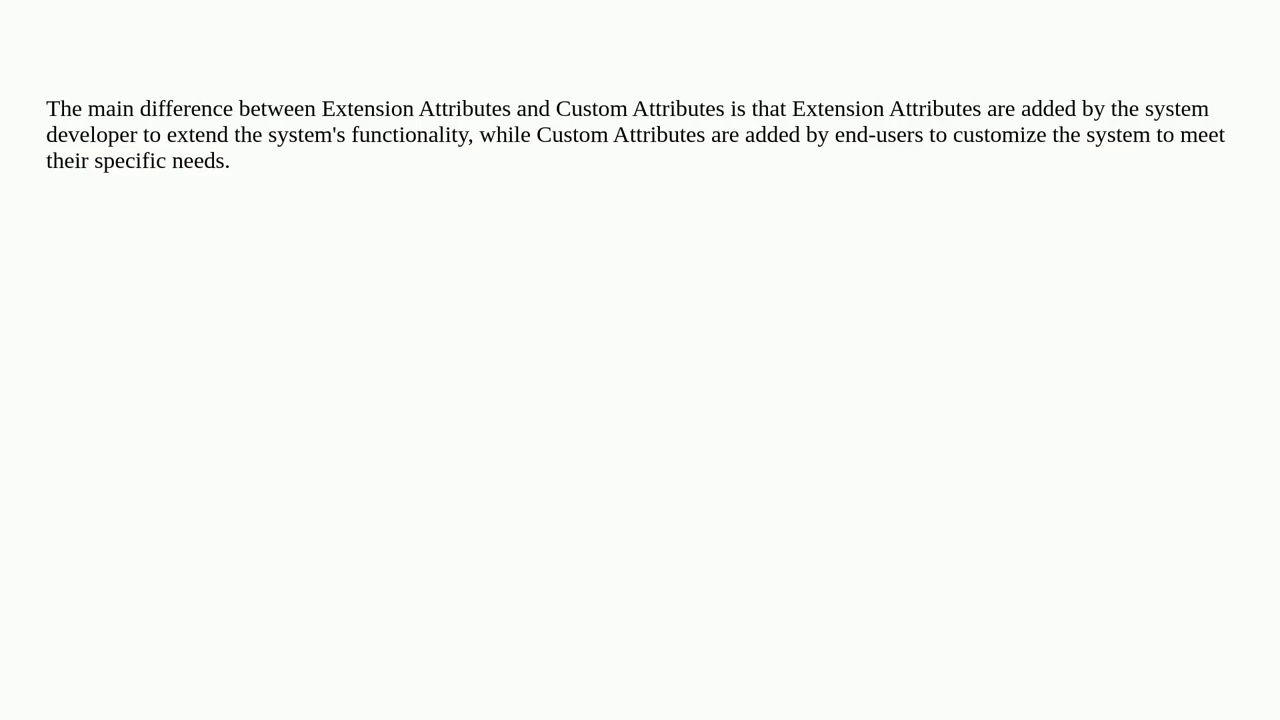 The main difference between Extension Attributes and Custom Attributes is that Extension Attributes are added by the system
developer to extend the system's functionality, while Custom Attributes are added by end-users to customize the system to meet
their specific needs.